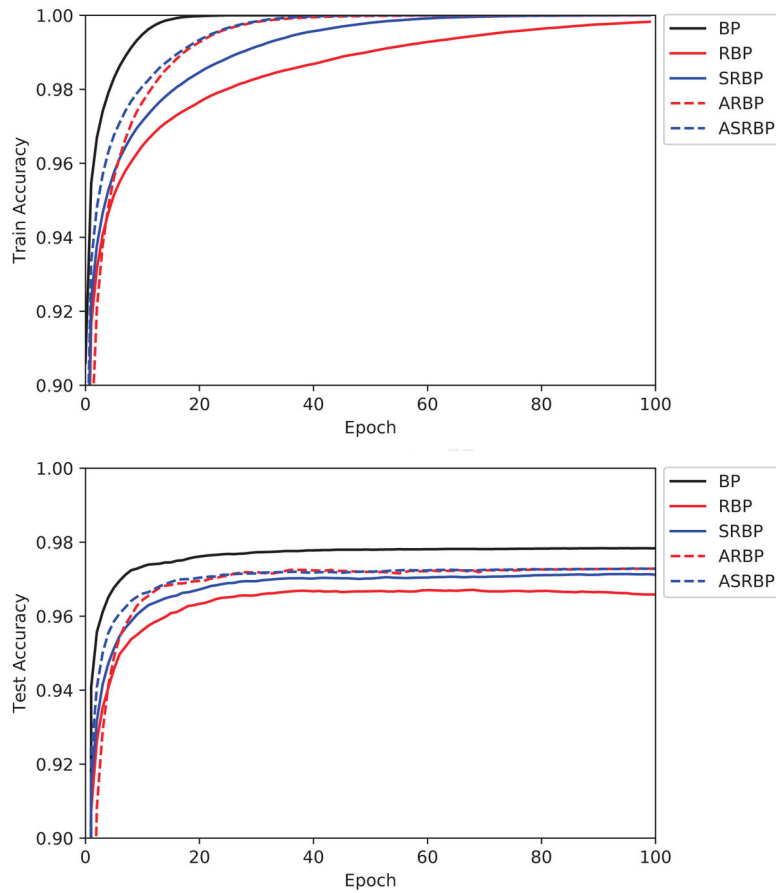 1.00
0.98
0.96
0.94
0.92
0.90
Train Accuracy
0 20 40 60 80 100
Epoch
BP
RBP
SRBP
ARBP
ASRBP
1.00
0.98
0.96
0.94
0.92
0.90
Test Accuracy
0 20 40 60 80 100
Epoch
BP
RBP
SRBP
ARBP
ASRBP